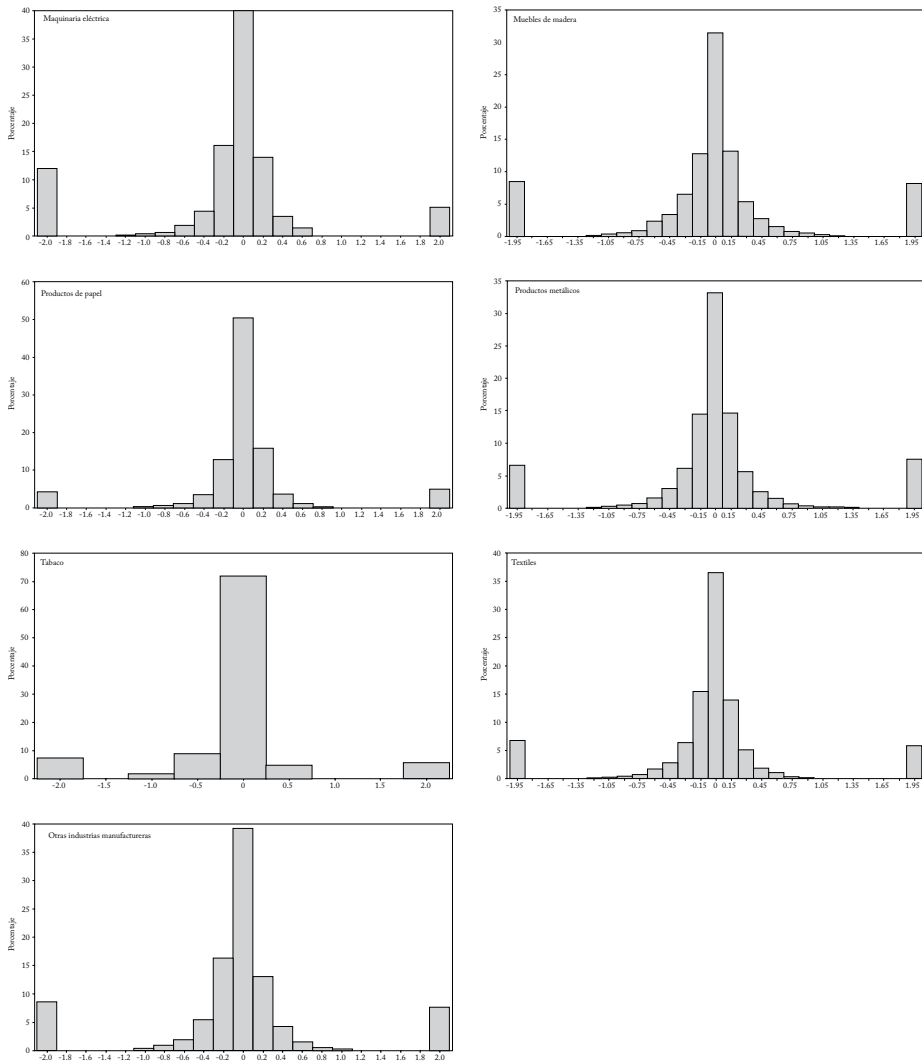 Maquinaria eléctrica
Porcentaje
40
35
30
25
20
15
10
5
0
-2.0 -1.8 -1.6 -1.4 -1.2 -1.0 -0.8 -0.6 -0.4 -0.2 0 0.2 0.4 0.6 0.8 1.0 1.2 1.4 1.6 1.8 2.0
Muebles de madera
Porcentaje
35
30
25
20
15
10
5
0
-1.95 -1.65 -1.35 -1.05 -0.75 -0.45 -0.15 0 0.15 0.45 0.75 1.05 1.35 1.65 1.95
Productos de papel
Porcentaje
60
50
40
30
20
10
0
-2.0 -1.8 -1.6 -1.4 -1.2 -1.0 -0.8 -0.6 -0.4 -0.2 0 0.2 0.4 0.6 0.8 1.0 1.2 1.4 1.6 1.8 2.0
Productos metálicos
Porcentaje
35
30
25
20
15
10
5
0
-1.95 -1.65 -1.35 -1.05 -0.75 -0.45 -0.15 0 0.15 0.45 0.75 1.05 1.35 1.65 1.95
Tabaco
Porcentaje
80
70
60
50
40
30
20
10
0
-2.0 -1.5 -1.0 -0.5 0 0.5 1.0 1.5 2.0
Textiles
Porcentaje
40
35
30
25
20
15
10
5
0
-1.95 -1.65 -1.35 -1.05 -0.75 -0.45 -0.15 0 0.15 0.45 0.75 1.05 1.35 1.65 1.95
Otras industrias manufactureras
Porcentaje
40
35
30
25
20
15
10
5
0
-2.0 -1.8 -1.6 -1.4 -1.2 -1.0 -0.8 -0.6 -0.4 -0.2 0 0.2 0.4 0.6 0.8 1.0 1.2 1.4 1.6 1.8 2.0